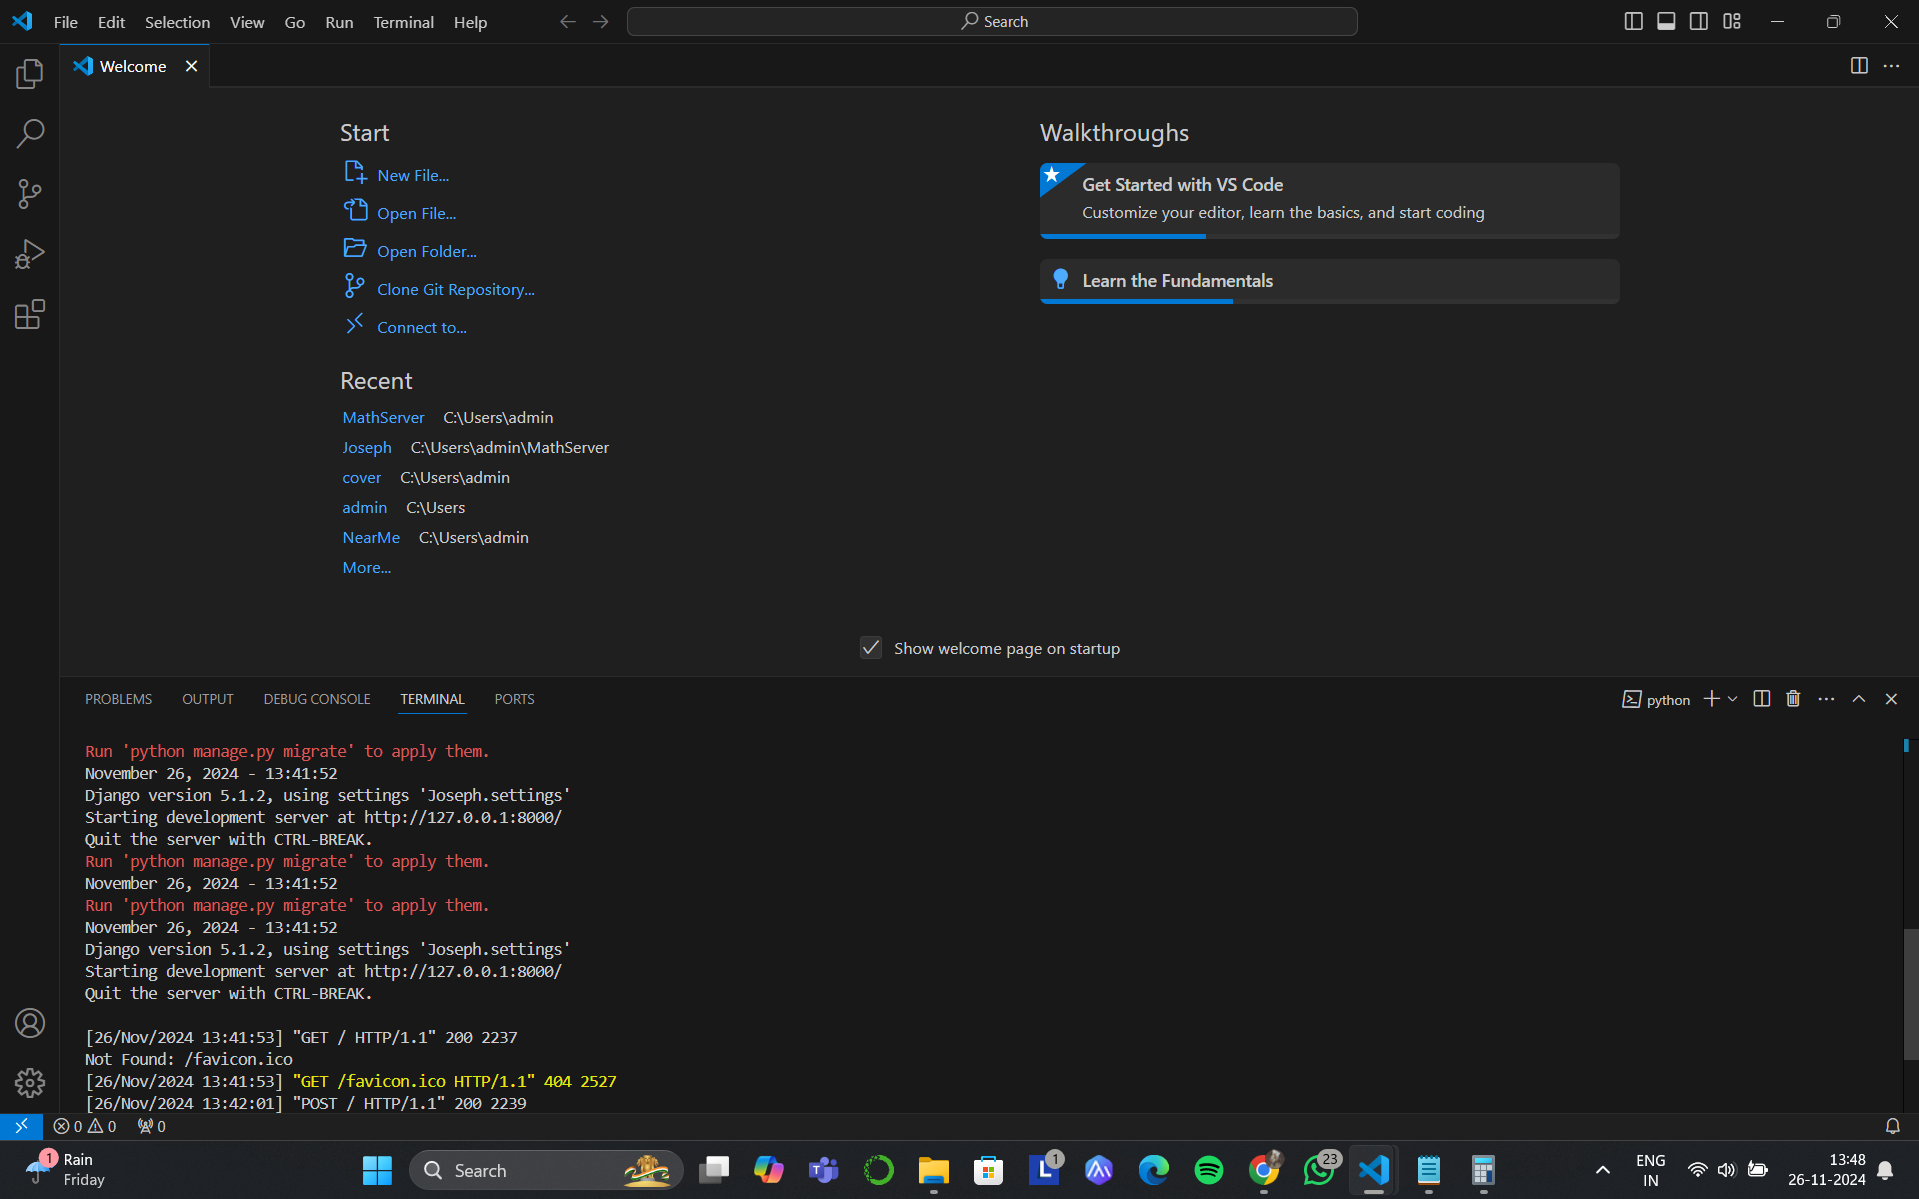 File Edit Selection View Go Run Terminal Help
Search
Welcome
Start
New File...
Open File...
Open Folder...
Clone Git Repository...
Connect to...
Recent
MathServer C:\Users\admin
Joseph C:\Users\admin\MathServer
cover C:\Users\admin
admin C:\Users
NearMe C:\Users\admin
More...
Walkthroughs
Get Started with VS Code
Customize your editor, learn the basics, and start coding
Learn the Fundamentals
Show welcome page on startup
PROBLEMS OUTPUT DEBUG CONSOLE TERMINAL PORTS
python
Run 'python manage.py migrate' to apply them.
November 26, 2024 - 13:41:52
Django version 5.1.2, using settings 'Joseph.settings'
Starting development server at http://127.0.0.1:8000/
Quit the server with CTRL-BREAK.
Run 'python manage.py migrate' to apply them.
November 26, 2024 - 13:41:52
Run 'python manage.py migrate' to apply them.
November 26, 2024 - 13:41:52
Django version 5.1.2, using settings 'Joseph.settings'
Starting development server at http://127.0.0.1:8000/
Quit the server with CTRL-BREAK.
[26/Nov/2024 13:41:53] "GET / HTTP/1.1" 200 2237
Not Found: /favicon.ico
[26/Nov/2024 13:41:53] "GET /favicon.ico HTTP/1.1" 404 2527
[26/Nov/2024 13:42:01] "POST / HTTP/1.1" 200 2239
0 0 0
1
Rain
Friday
Search
L
1
23
ENG
IN
13:48
26-11-2024